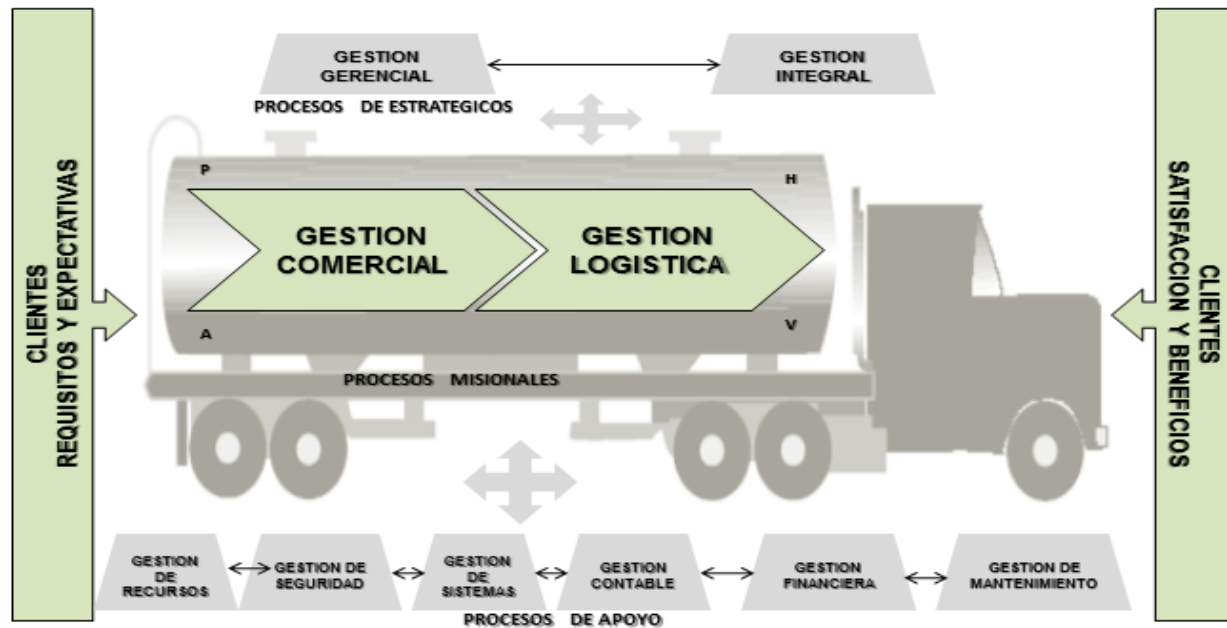 GESTION
GERENCIAL
GESTION
INTEGRAL
PROCESOS DE ESTRATEGICOS
CLIENTES
REQUISITOS Y EXPECTATIVAS
P
H
GESTION
COMERCIAL
GESTION
LOGISTICA
A
V
PROCESOS MISIONALES
CLIENTES
SATISFACCION Y BENEFICIOS
GESTION
DE
RECURSOS
GESTION DE
SEGURIDAD
GESTION
DE
SISTEMAS
GESTION
CONTABLE
GESTION
FINANCIERA
GESTION DE
MANTENIMIENTO
PROCESOS DE APOYO